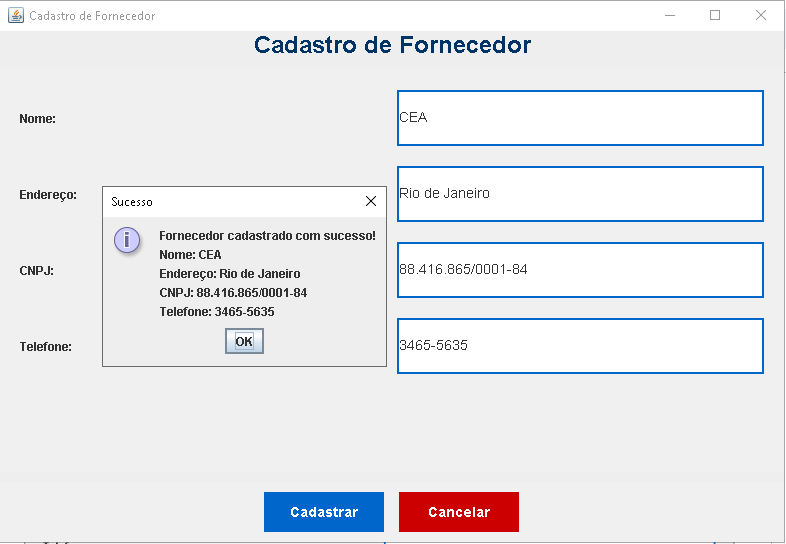 Cadastro de Fornecedor
Cadastro de Fornecedor
Nome:
CEA
Endereço:
Rio de Janeiro
CNPJ:
88.416.865/0001-84
Telefone:
3465-5635
Sucesso
Fornecedor cadastrado com sucesso!
Nome: CEA
Endereço: Rio de Janeiro
CNPJ: 88.416.865/0001-84
Telefone: 3465-5635
OK
Cadastrar
Cancelar